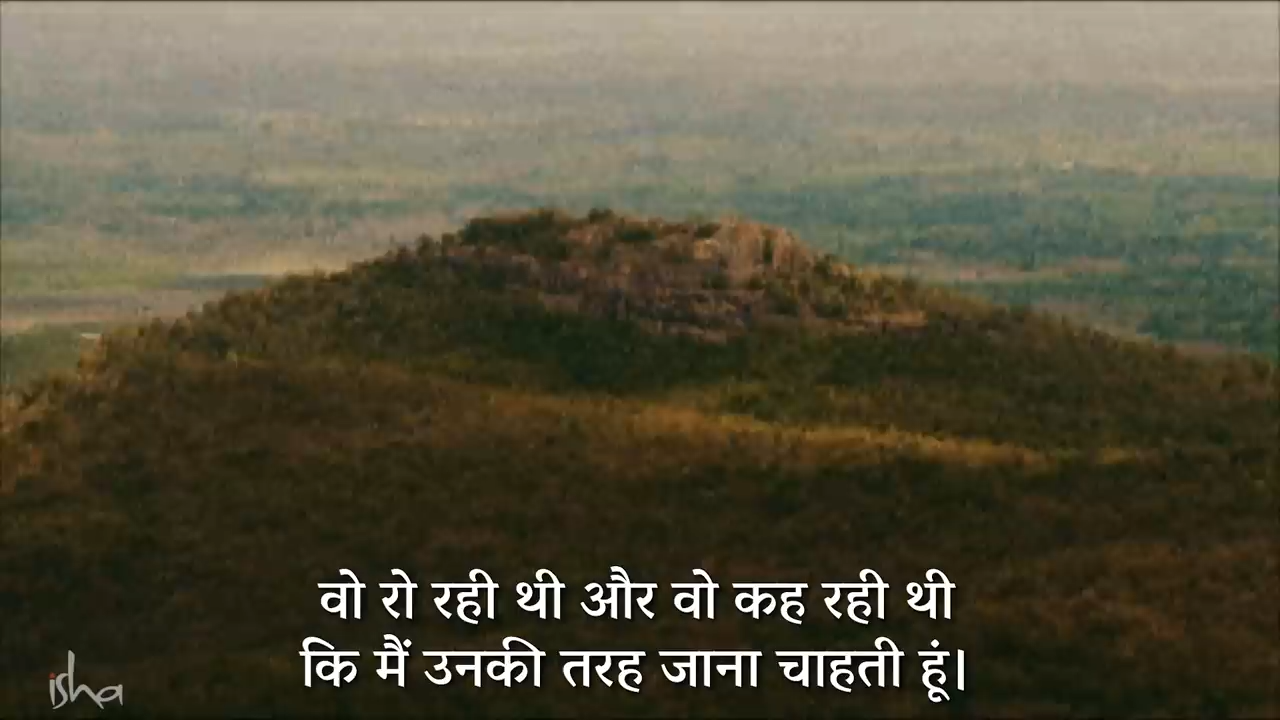 वो रो रही थी और वो कह रही थी
कि मैं उनकी तरह जाना चाहती हूं।
isha